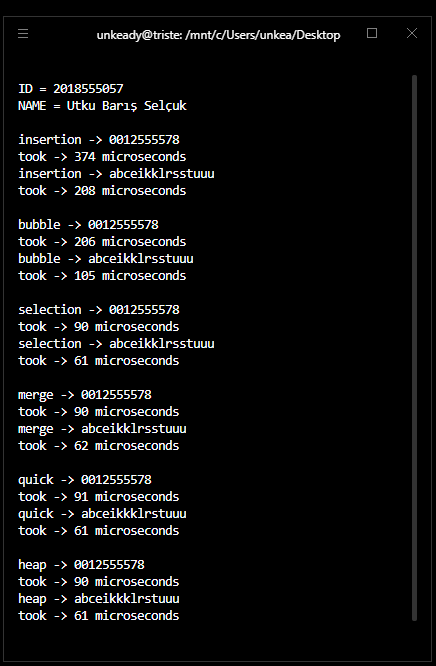 unkeady@triste: /mnt/c/Users/unkea/Desktop
ID = 2018555057
NAME = Utku Barış Selçuk
insertion -> 0012555578
took -> 374 microseconds
insertion -> abceikklrsstuuu
took -> 208 microseconds
bubble -> 0012555578
took -> 206 microseconds
bubble -> abceikklrsstuuu
took -> 105 microseconds
selection -> 0012555578
took -> 90 microseconds
selection -> abceikklrsstuuu
took -> 61 microseconds
merge -> 0012555578
took -> 90 microseconds
merge -> abceikklrsstuuu
took -> 62 microseconds
quick -> 0012555578
took -> 91 microseconds
quick -> abceikkklrstuuu
took -> 61 microseconds
heap -> 0012555578
took -> 90 microseconds
heap -> abceikkklrstuuu
took -> 61 microseconds